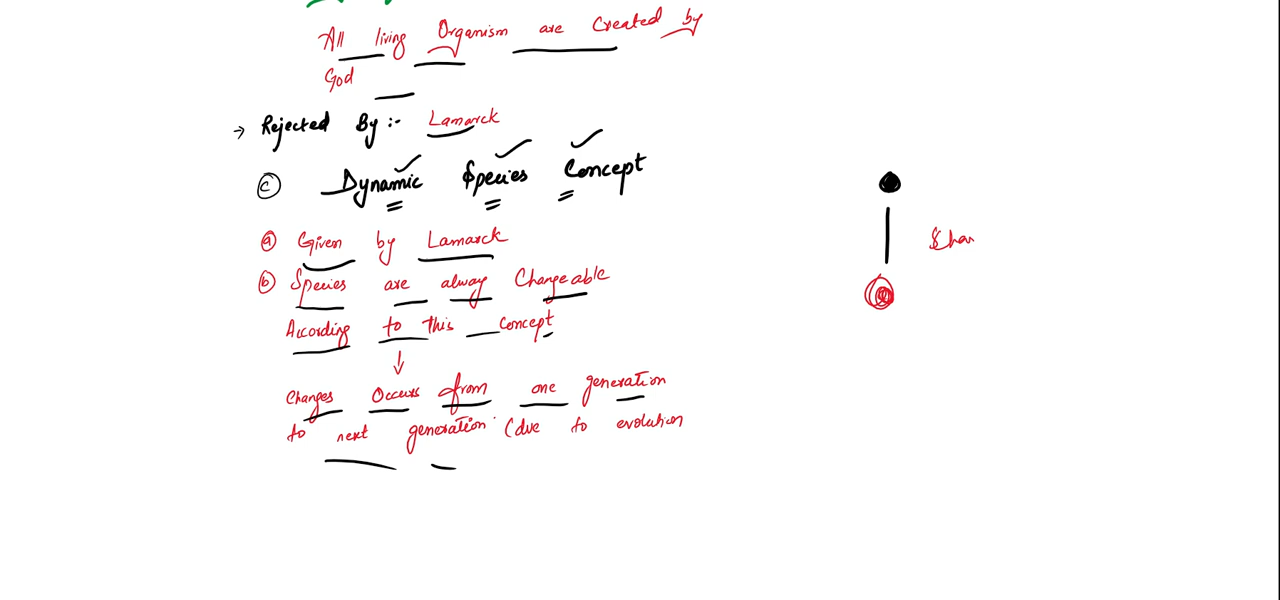 All living Organism are Created by
God
→ Rejected By :- Lamarck
(c) Dynamic Species Concept
(a) Given by Lamarck
(b) Species are alway Changeable
According to this Concept
↓
Changes Occurs from one generation
to next generation (due to evolution